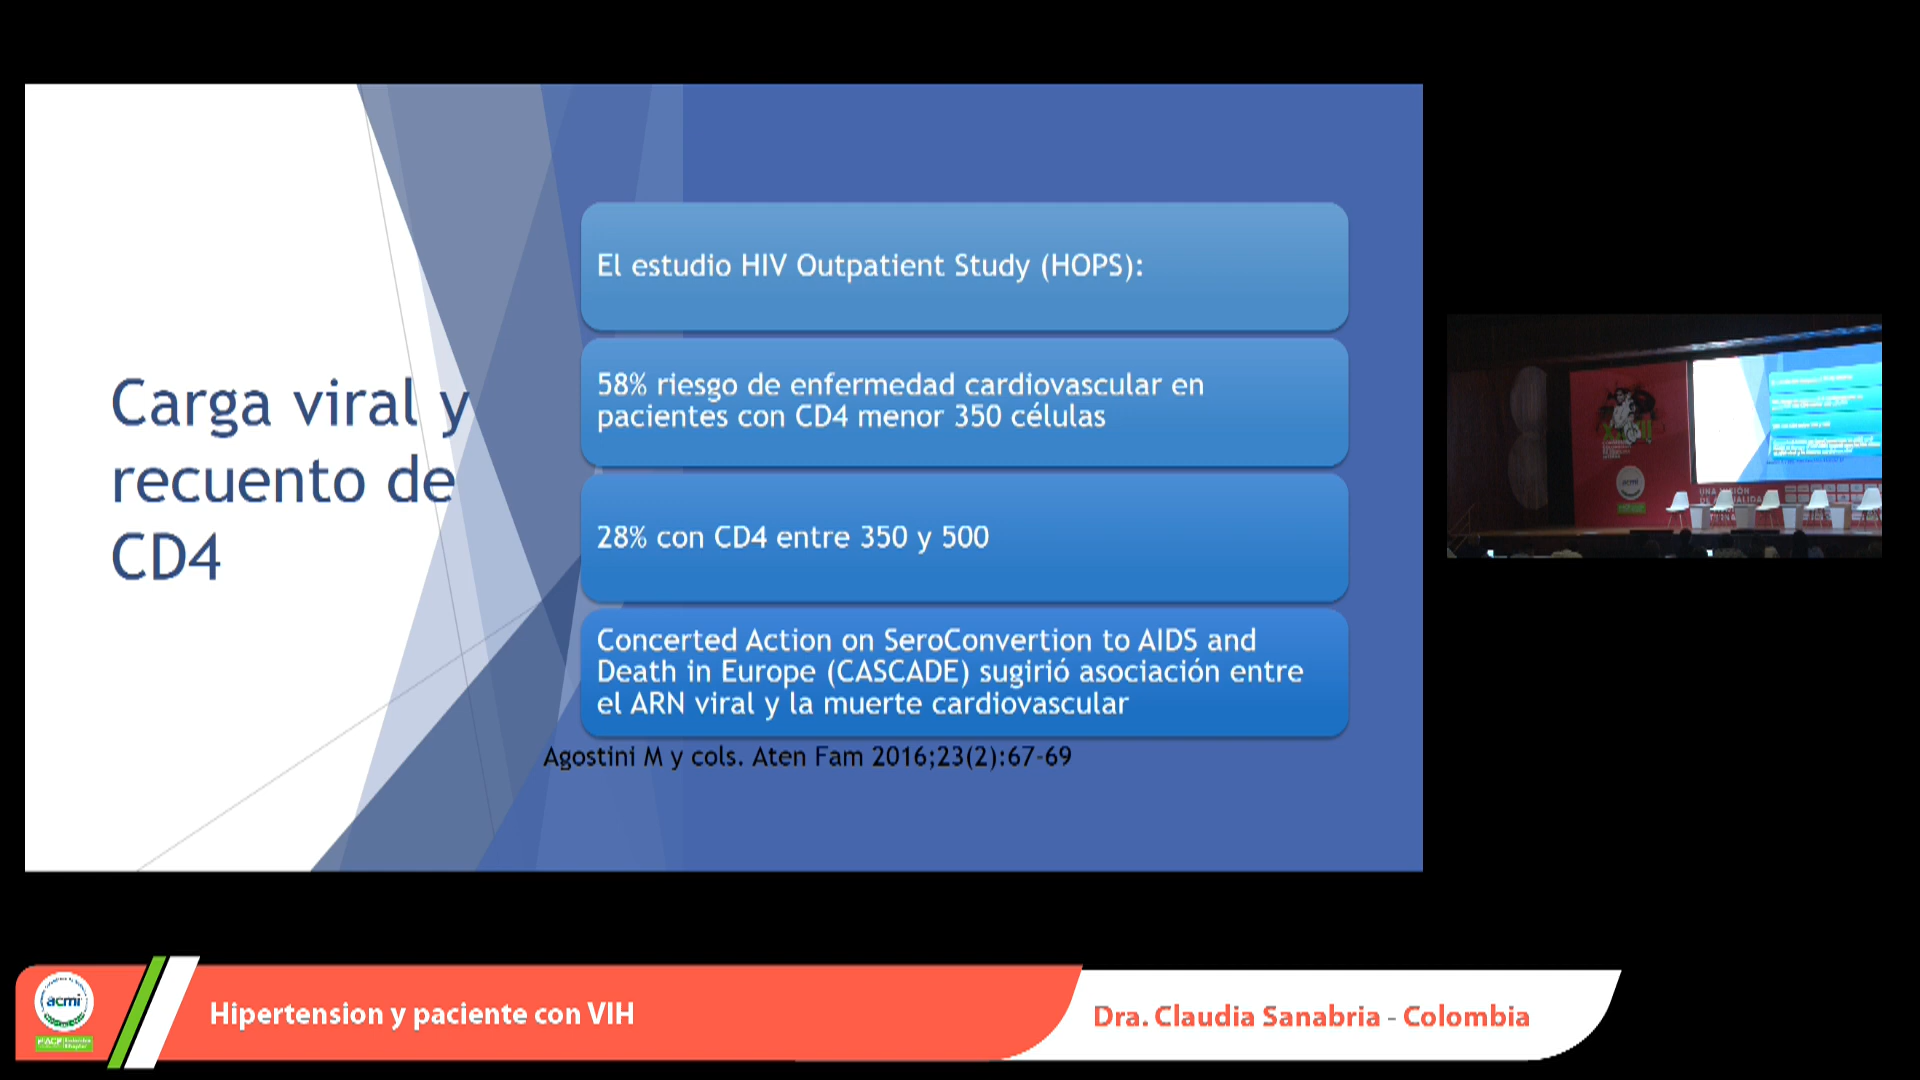 Carga viral y
recuento de
CD4
El estudio HIV Outpatient Study (HOPS):
58% riesgo de enfermedad cardiovascular en
pacientes con CD4 menor 350 células
28% con CD4 entre 350 y 500
Concerted Action on SeroConvertion to AIDS and
Death in Europe (CASCADE) sugirió asociación entre
el ARN viral y la muerte cardiovascular
Agostini M y cols. Aten Fam 2016;23(2):67-69
acmi
Hipertension y paciente con VIH
Dra. Claudia Sanabria - Colombia